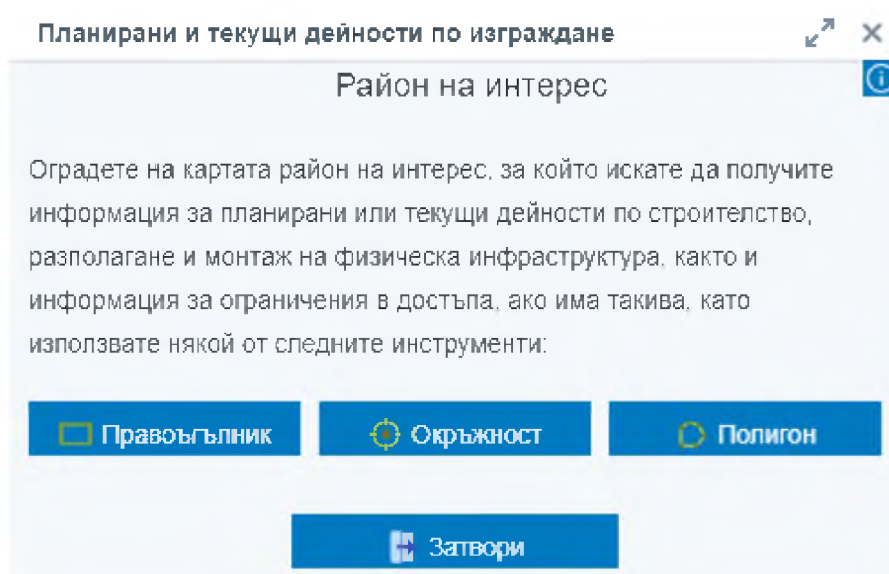 Планирани и текущи дейности по изграждане
Район на интерес
Оградете на картата район на интерес, за който искате да получите
информация за планирани или текущи дейности по строителство,
разполагане и монтаж на физическа инфраструктура, както и
информация за ограничения в достъпа, ако има такива, като
използвате някой от следните инструменти:
Правоъгълник Окръжност Полигон
Затвори